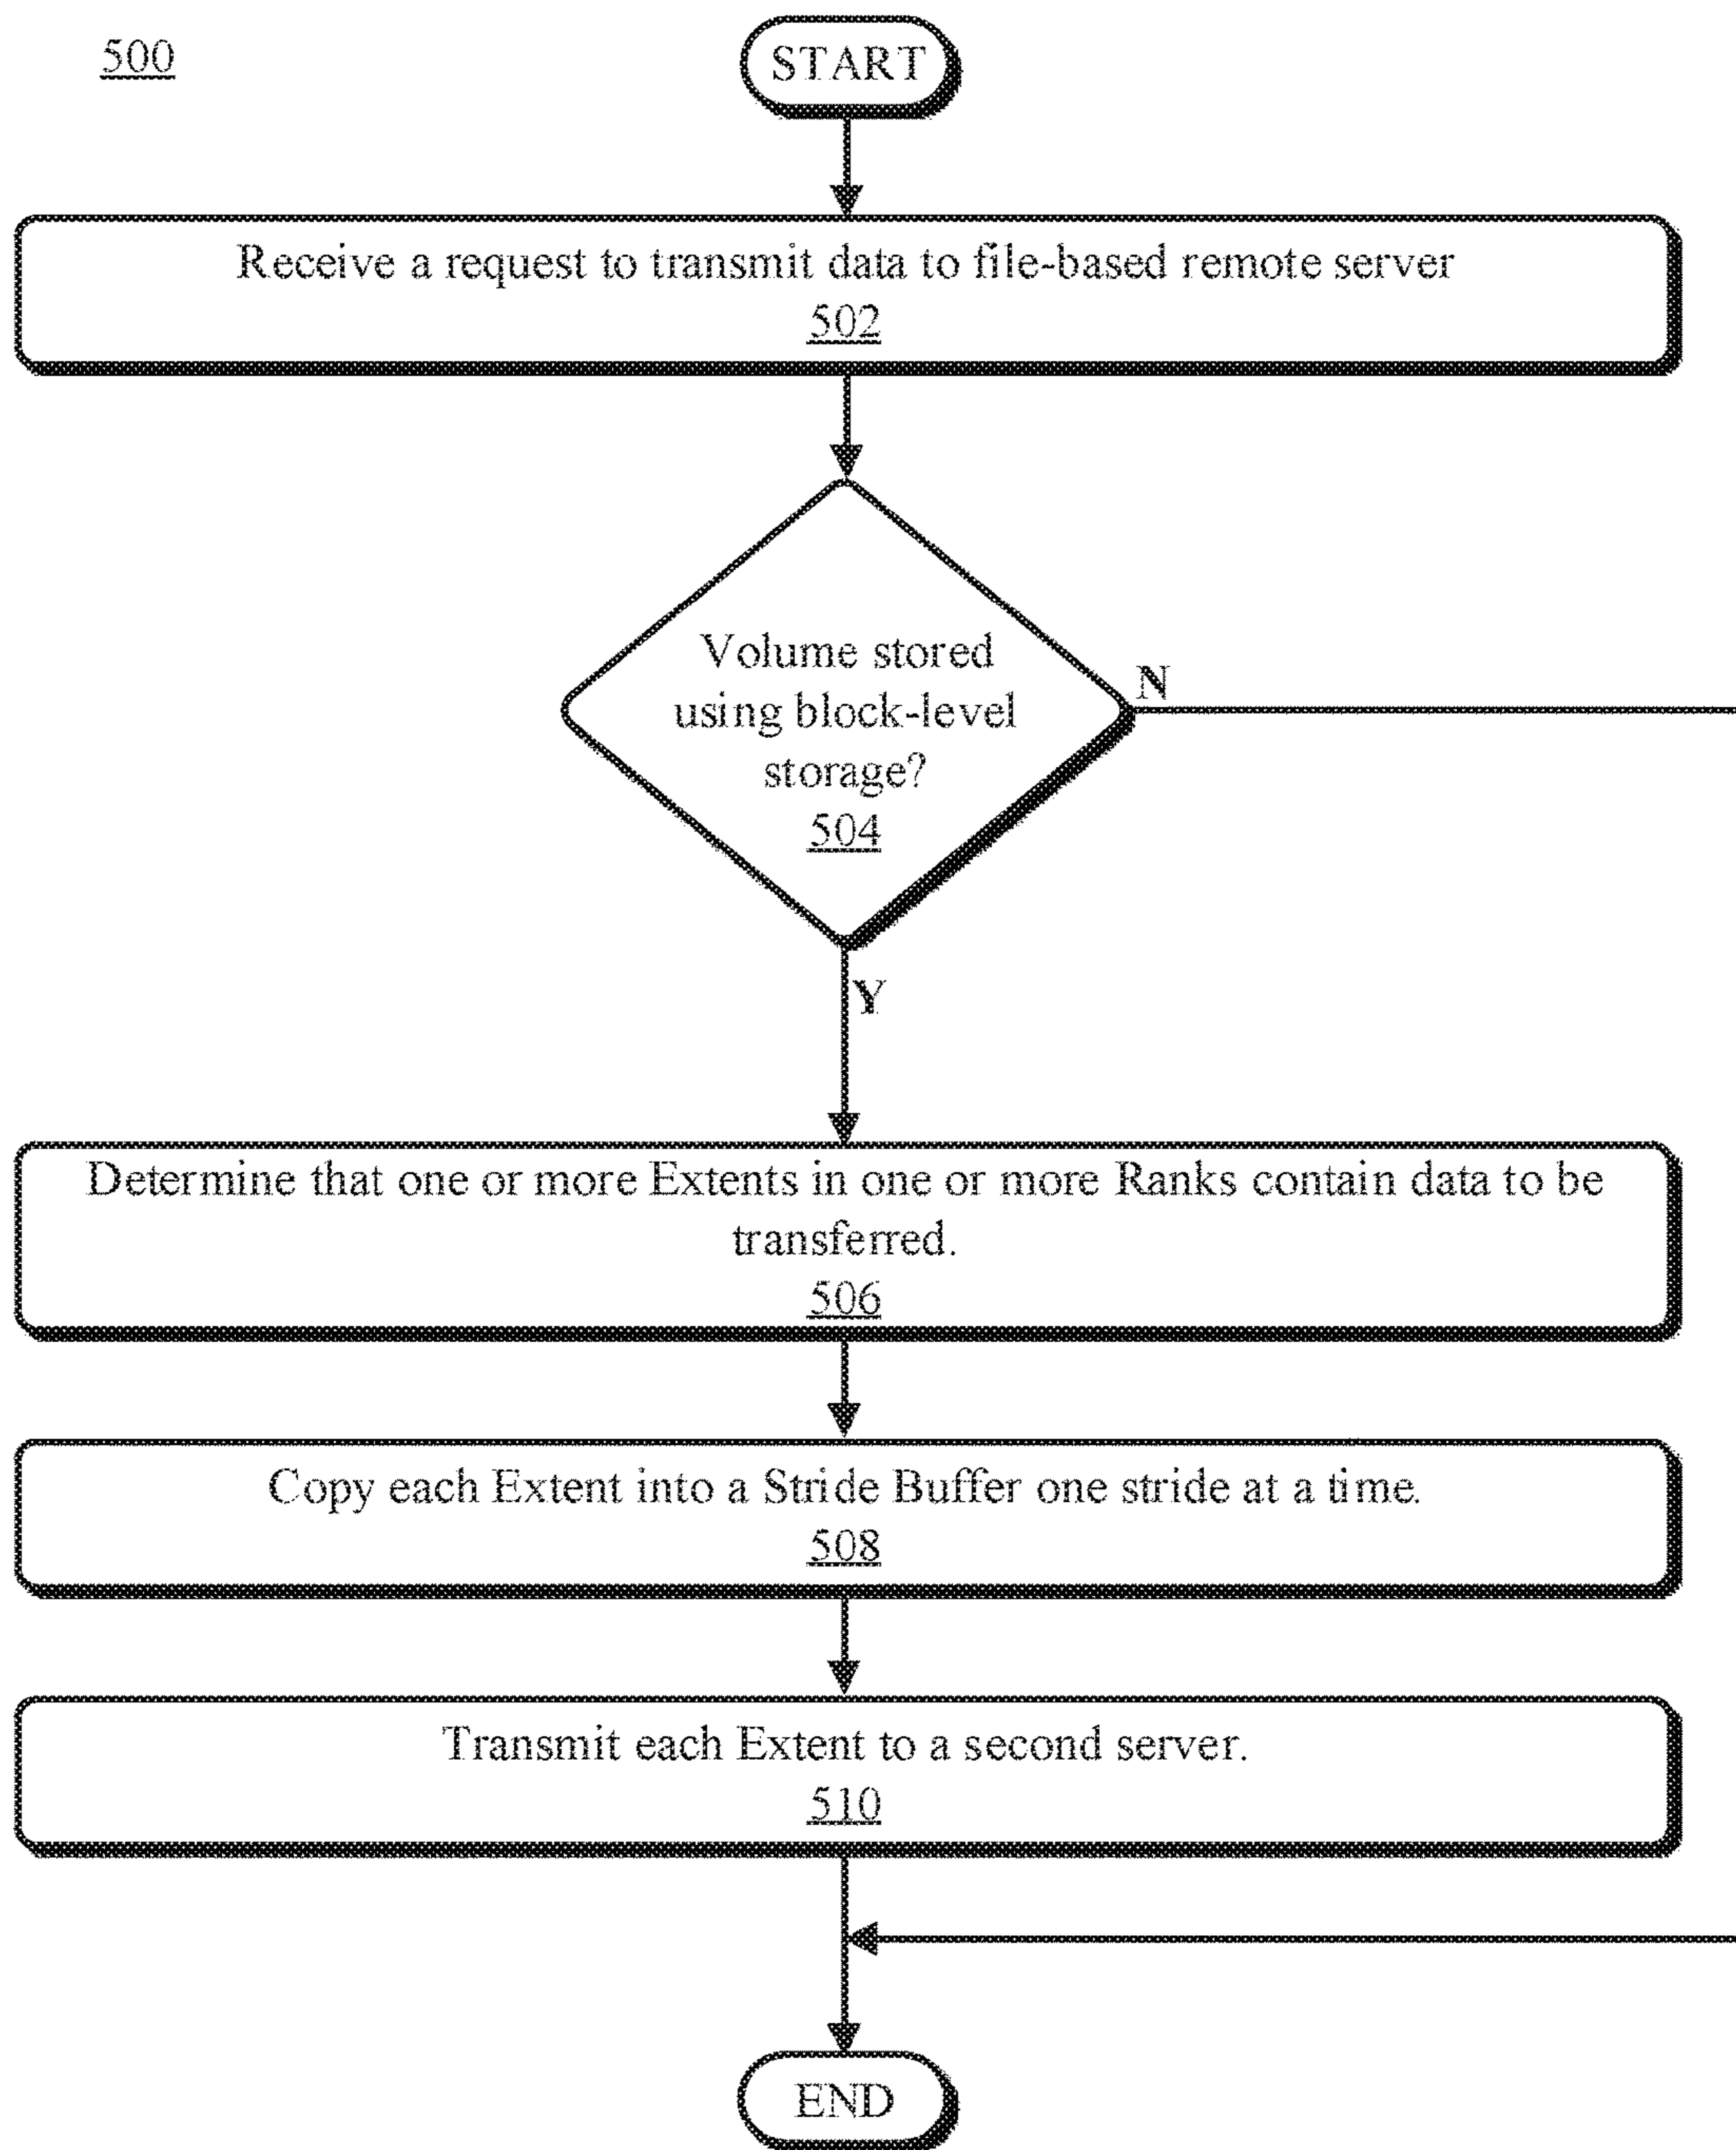 500
START
Receive a request to transmit data to file-based remote server
502
Volume stored
using block-level
storage?
504
N
Y
Determine that one or more Extents in one or more Ranks contain data to be
transferred.
506
Copy each Extent into a Stride Buffer one stride at a time.
508
Transmit each Extent to a second server.
510
END